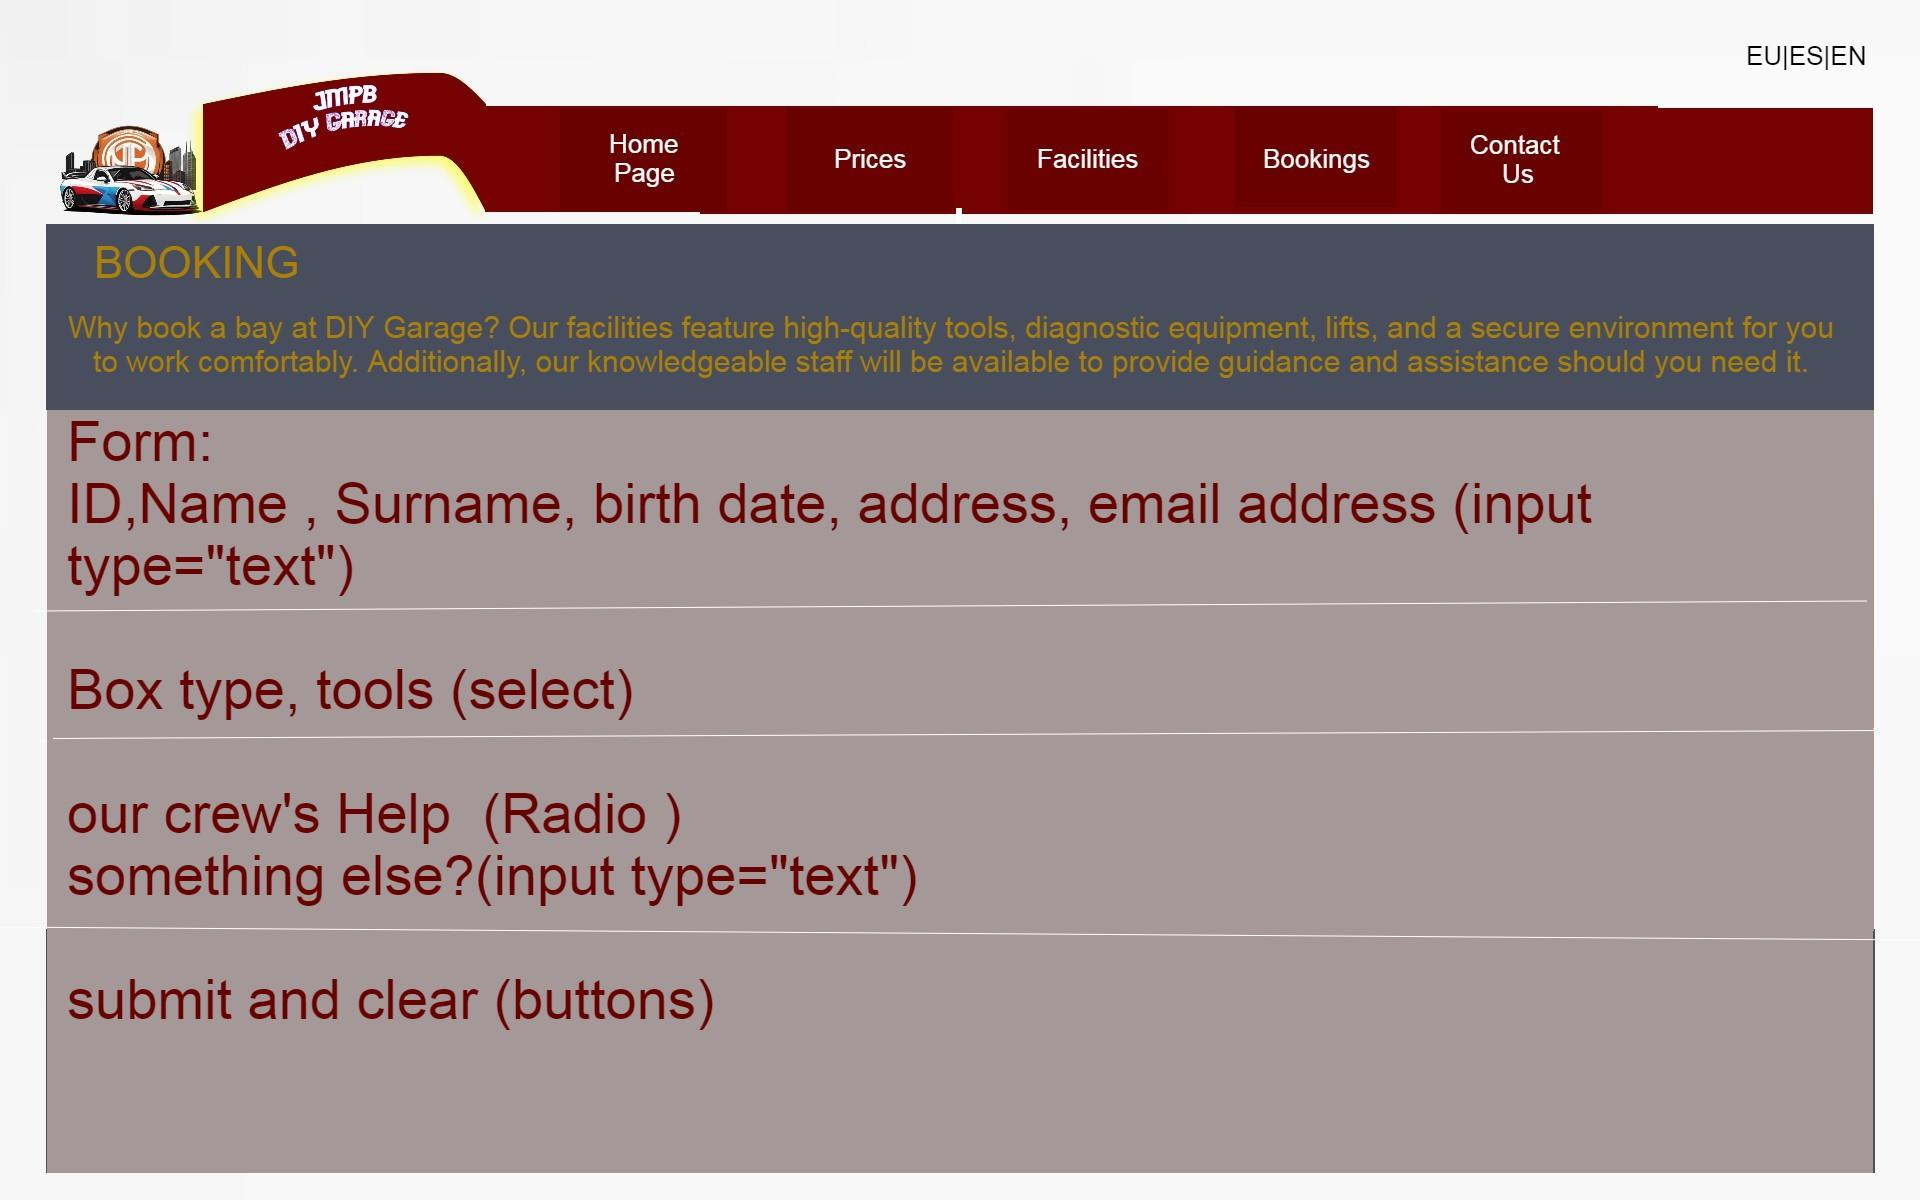 EU|ES|EN
JMPB
DIY GARAGE
Home
Page
Prices
Facilities
Bookings
Contact
Us
BOOKING
Why book a bay at DIY Garage? Our facilities feature high-quality tools, diagnostic equipment, lifts, and a secure environment for you
to work comfortably. Additionally, our knowledgeable staff will be available to provide guidance and assistance should you need it.
Form:
ID,Name , Surname, birth date, address, email address (input
type="text")
Box type, tools (select)
our crew's Help  (Radio )
something else?(input type="text")
submit and clear (buttons)